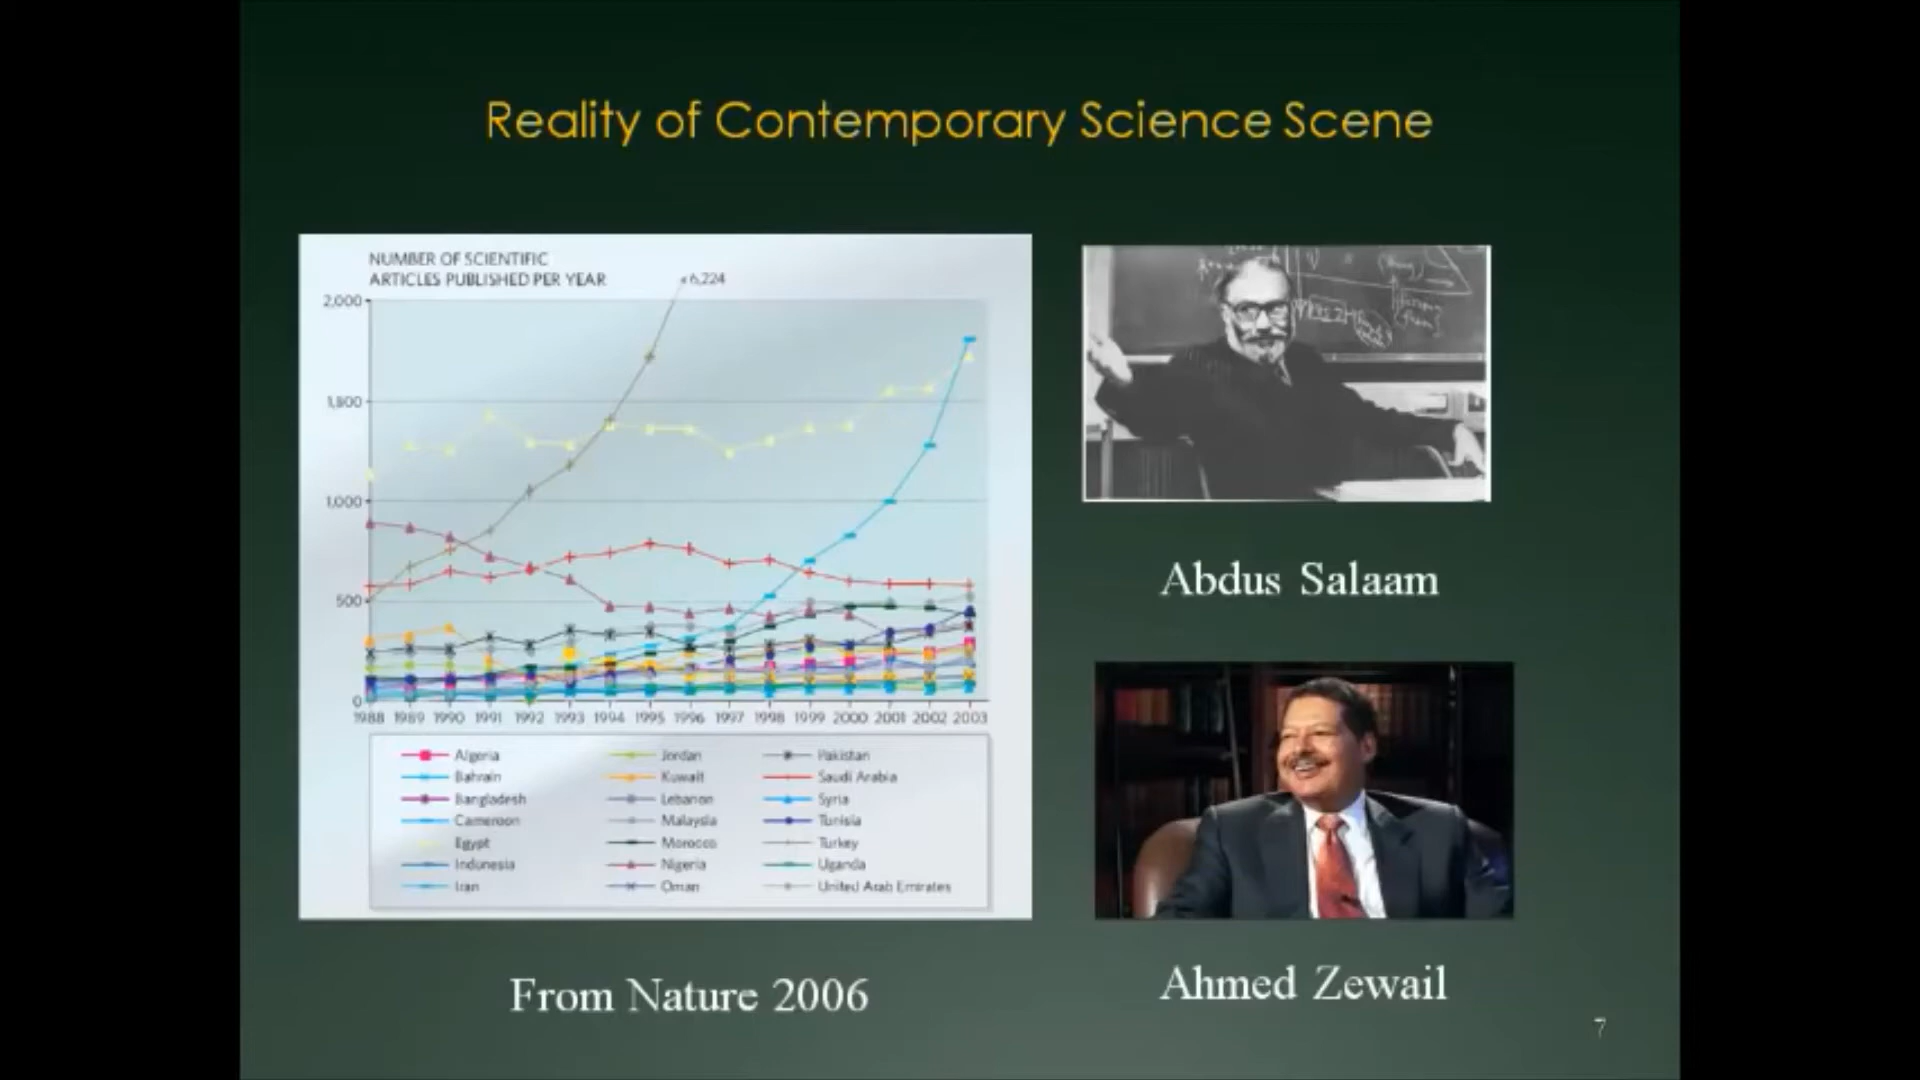 Reality of Contemporary Science Scene
NUMBER OF SCIENTIFIC
ARTICLES PUBLISHED PER YEAR
6,224
2,000
1,500
1,000
500
0
1988 1989 1990 1991 1992 1993 1994 1995 1996 1997 1998 1999 2000 2001 2002 2003
Algeria
Bahrain
Bangladesh
Cameroon
Egypt
Indonesia
Iran
Jordan
Kuwait
Lebanon
Malaysia
Morocco
Nigeria
Oman
Pakistan
Saudi Arabia
Syria
Tunisia
Turkey
Uganda
United Arab Emirates
From Nature 2006
Abdus Salaam
Ahmed Zewail
7